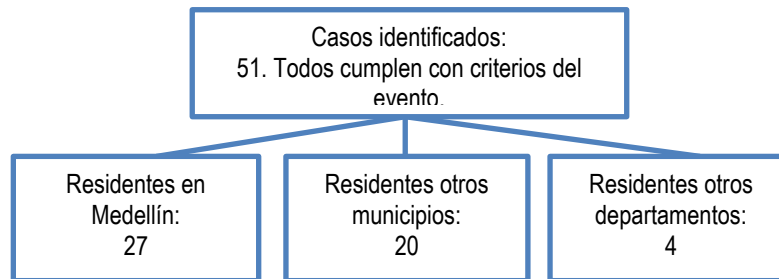 Casos identificados:
51. Todos cumplen con criterios del
evento.
Residentes en
Medellín:
27
Residentes otros
municipios:
20
Residentes otros
departamentos:
4